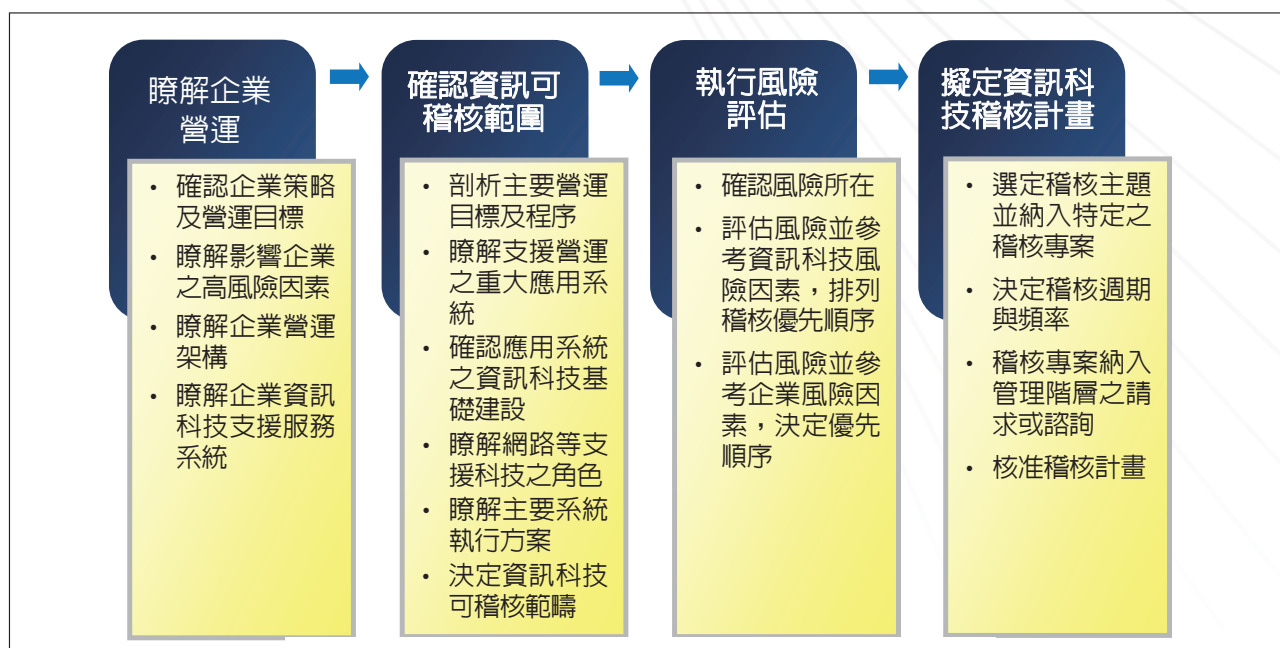 瞭解企業
營運
• 確認企業策略
及營運目標
• 瞭解影響企業
之高風險因素
• 瞭解企業營運
架構
• 瞭解企業資訊
科技支援服務
系統
確認資訊可
稽核範圍
• 剖析主要營運
目標及程序
• 瞭解支援營運
之重大應用系
統
• 確認應用系統
之資訊科技基
礎建設
• 瞭解網路等支
援科技之角色
• 瞭解主要系統
執行方案
• 決定資訊科技
可稽核範疇
執行風險
評估
• 確認風險所在
• 評估風險並參
考資訊科技風
險因素，排列
稽核優先順序
• 評估風險並參
考企業風險因
素，決定優先
順序
擬定資訊科
技稽核計畫
• 選定稽核主題
並納入特定之
稽核專案
• 決定稽核週期
與頻率
• 稽核專案納入
管理階層之請
求或諮詢
• 核准稽核計畫